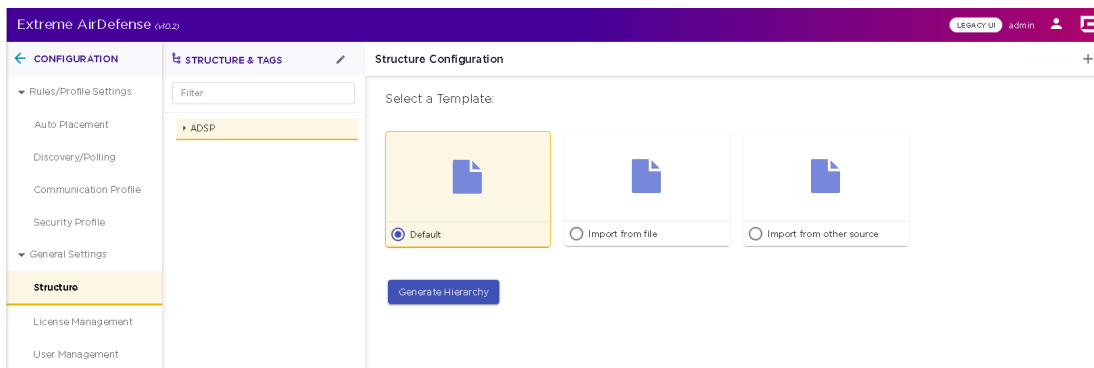 Extreme AirDefense (v10.2)
LEGACY UI admin
CONFIGURATION
Rules/Profile Settings
Auto Placement
Discovery/Polling
Communication Profile
Security Profile
General Settings
Structure
License Management
User Management
STRUCTURE & TAGS
Filter
ADSP
Structure Configuration
Select a Template:
Default
Import from file
Import from other source
Generate Hierarchy